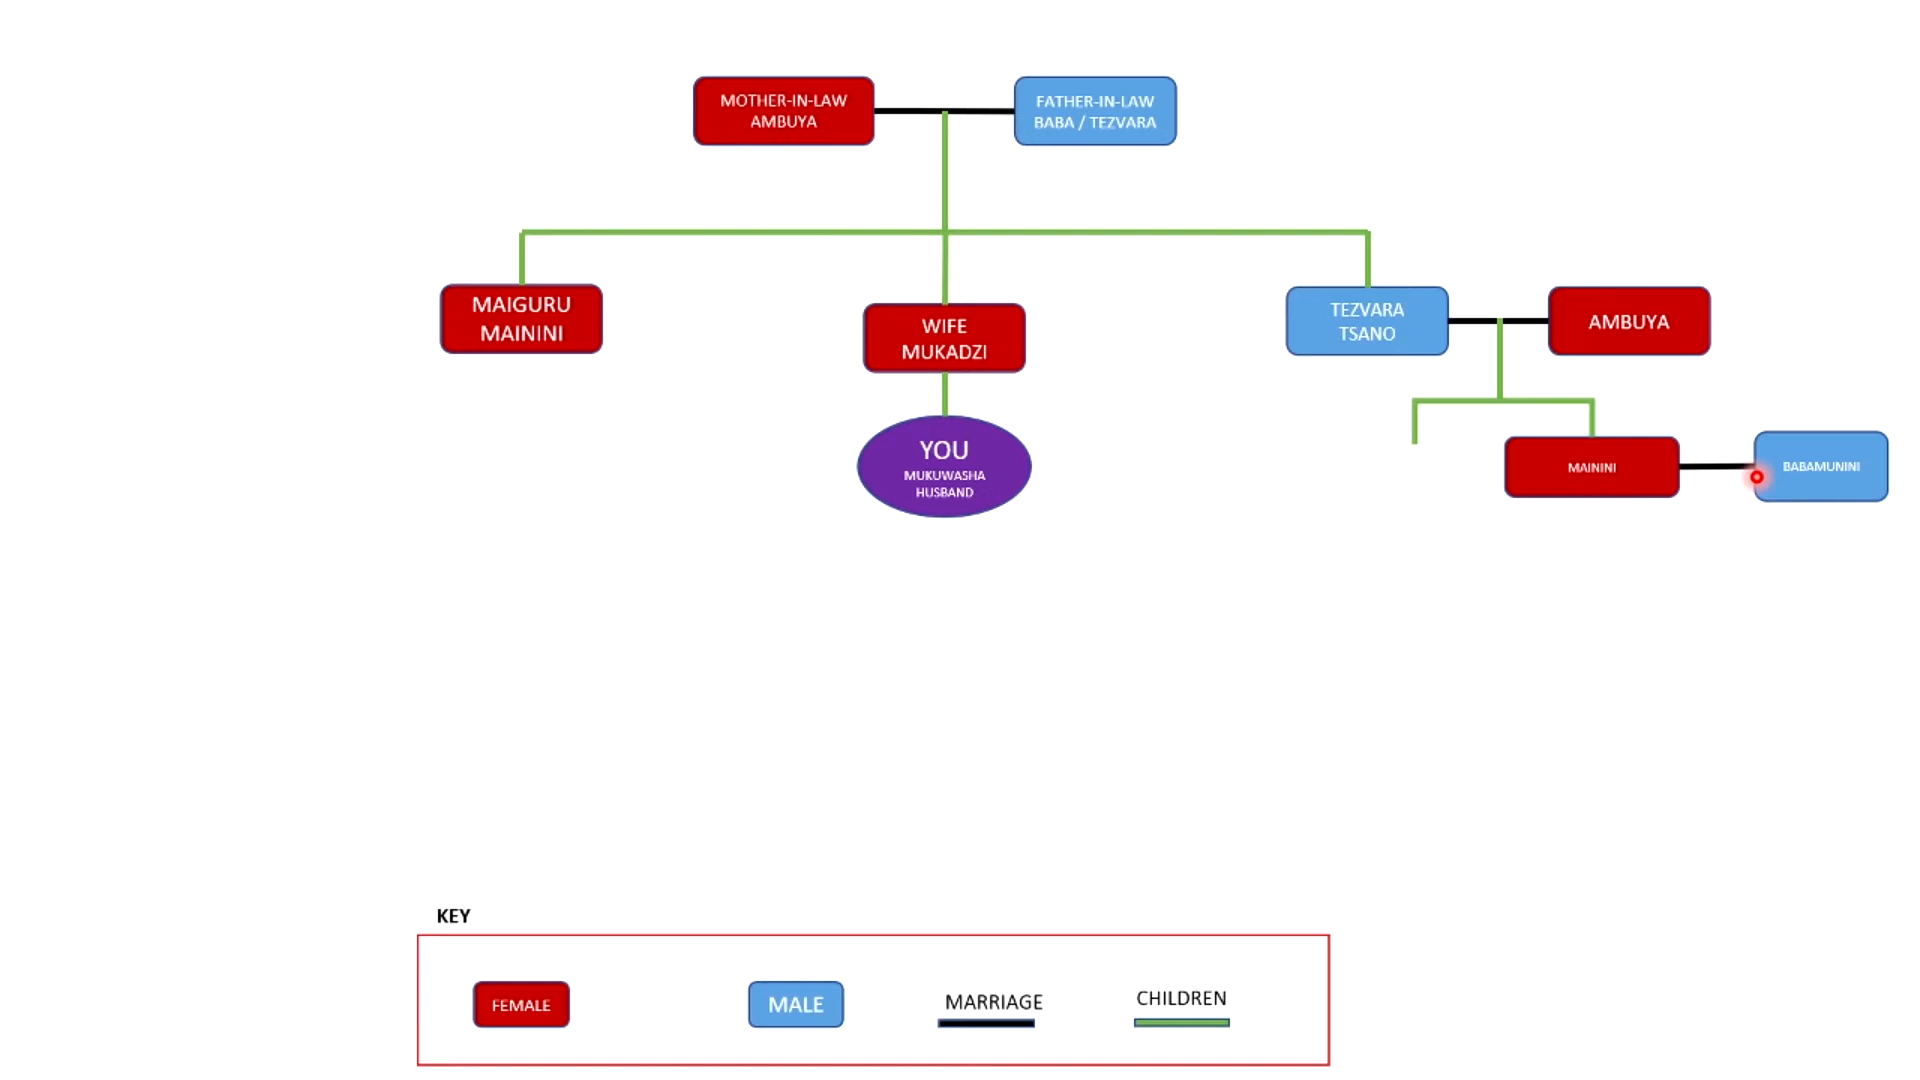 MOTHER-IN-LAW
AMBUYA
FATHER-IN-LAW
BABA / TEZVARA
MAIGURU
MAININI
WIFE
MUKADZI
TEZVARA
TSANO
AMBUYA
YOU
MUKUWASHA
HUSBAND
MAININI
BABAMUNINI
KEY
FEMALE
MALE
MARRIAGE
CHILDREN